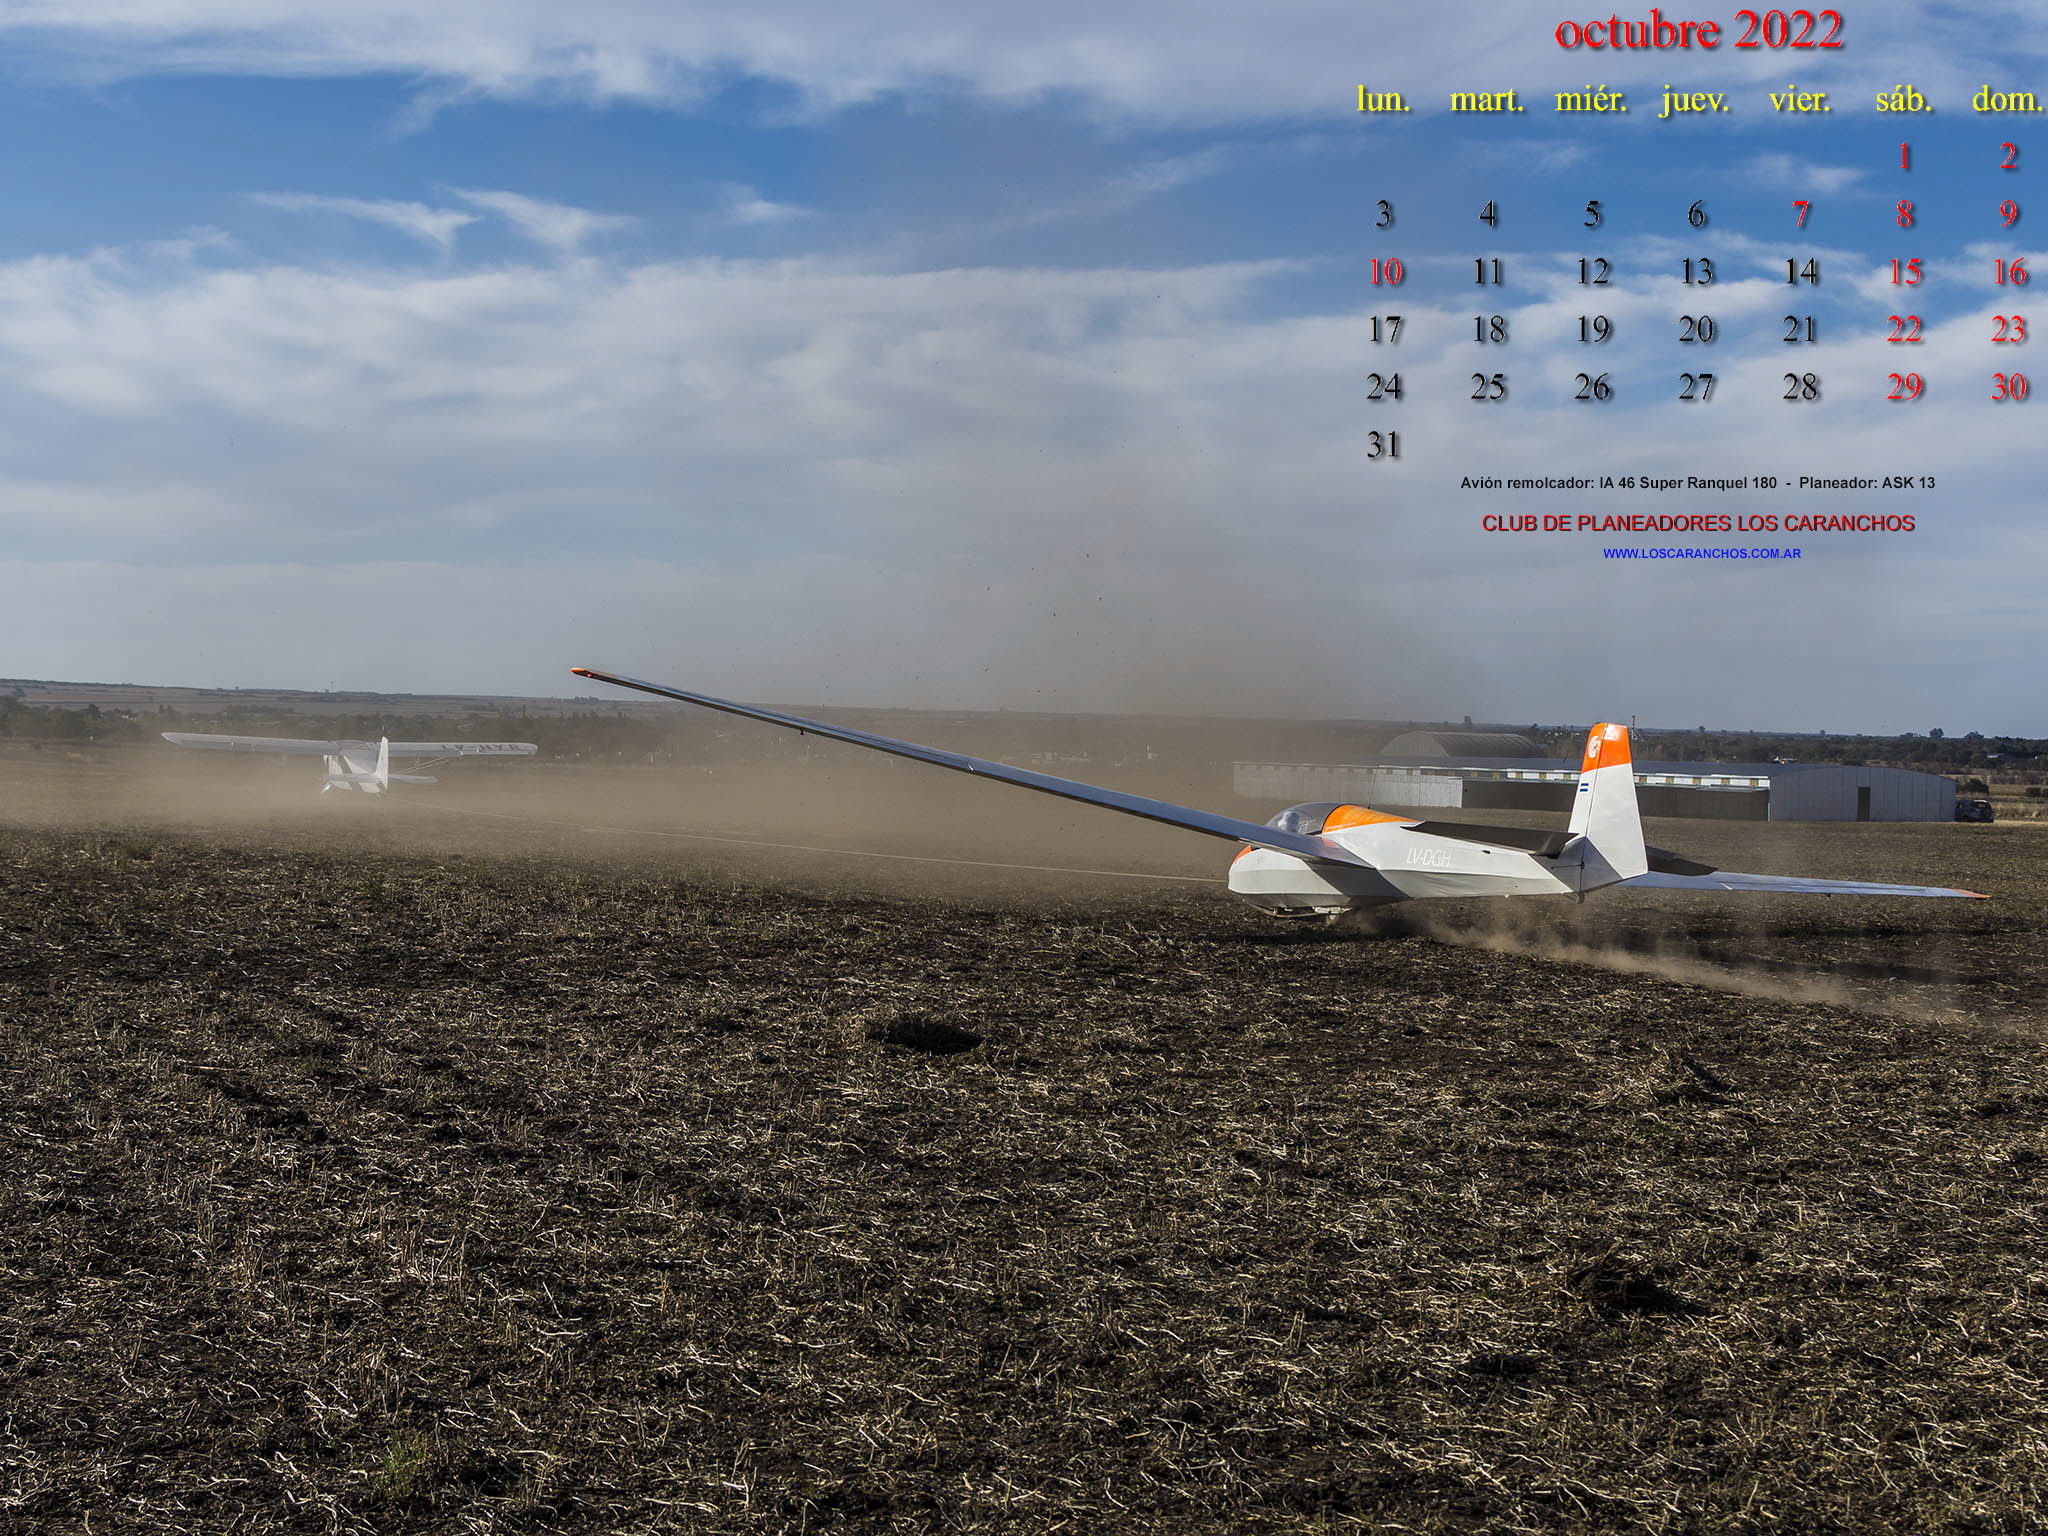 octubre 2022
lun. mart. miér. juev. vier. sáb. dom.
1 2
3 4 5 6 7 8 9
10 11 12 13 14 15 16
17 18 19 20 21 22 23
24 25 26 27 28 29 30
31
Avión remolcador: IA 46 Super Ranquel 180 - Planeador: ASK 13
CLUB DE PLANEADORES LOS CARANCHOS
WWW.LOSCARANCHOS.COM.AR
LV-DGH